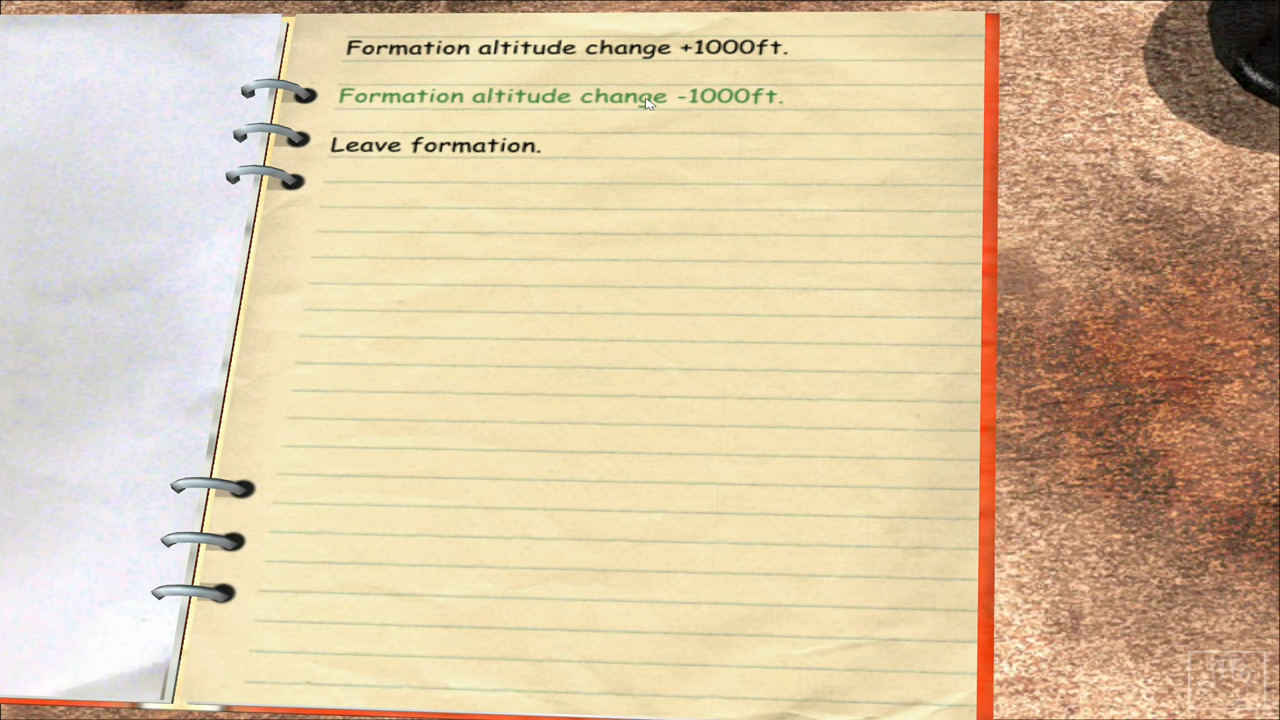 Formation altitude change +1000ft.
Formation altitude change -1000ft.
Leave formation.